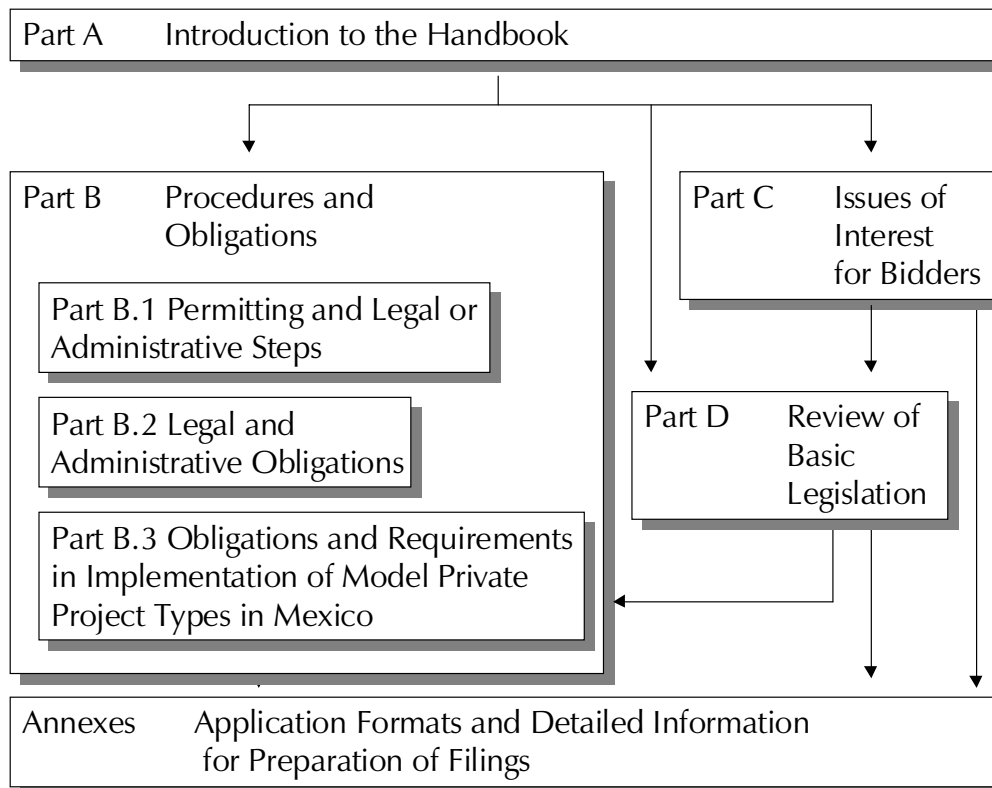 Part A Introduction to the Handbook
Part B Procedures and
Obligations
Part B.1 Permitting and Legal or
Administrative Steps
Part B.2 Legal and
Administrative Obligations
Part B.3 Obligations and Requirements
in Implementation of Model Private
Project Types in Mexico
Part C Issues of
Interest
for Bidders
Part D Review of
Basic
Legislation
Annexes Application Formats and Detailed Information
for Preparation of Filings